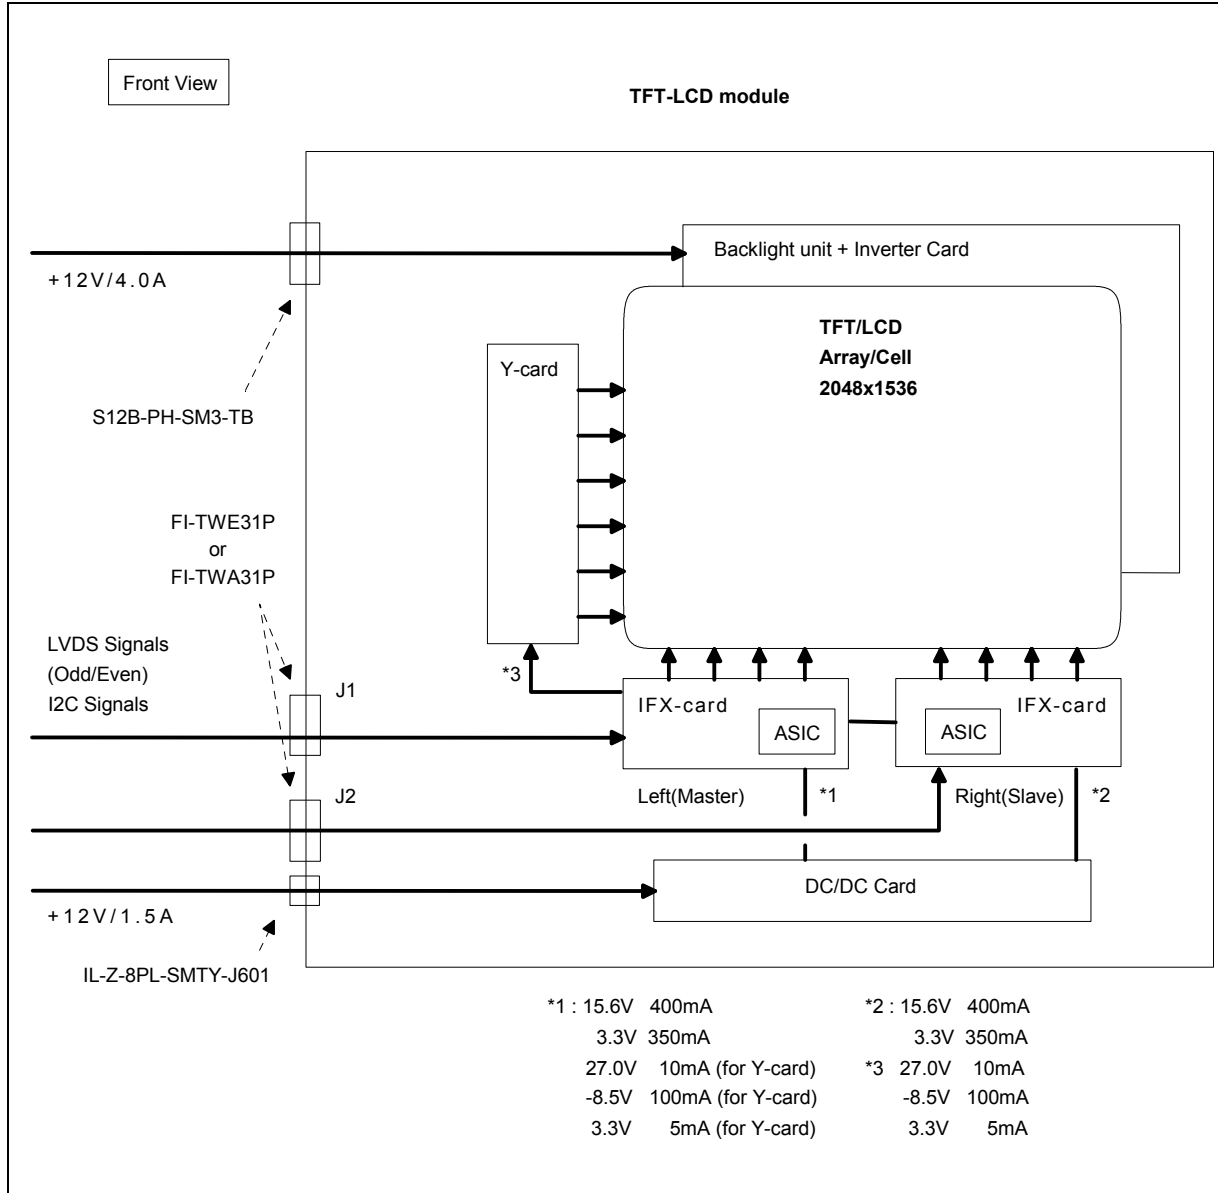 Front View
TFT-LCD module
Backlight unit + Inverter Card
+12V/4.0A
TFT/LCD
Array/Cell
2048x1536
Y-card
S12B-PH-SM3-TB
FI-TWE31P
or
FI-TWA31P
LVDS Signals
(Odd/Even)
I2C Signals
J1
*3
IFX-card
ASIC
IFX-card
ASIC
J2
Left(Master)
*1
Right(Slave)
*2
DC/DC Card
+12V/1.5A
IL-Z-8PL-SMTY-J601
*1 : 15.6V 400mA
3.3V 350mA
27.0V 10mA (for Y-card)
-8.5V 100mA (for Y-card)
3.3V 5mA (for Y-card)
*2 : 15.6V 400mA
3.3V 350mA
*3 27.0V 10mA
-8.5V 100mA
3.3V 5mA